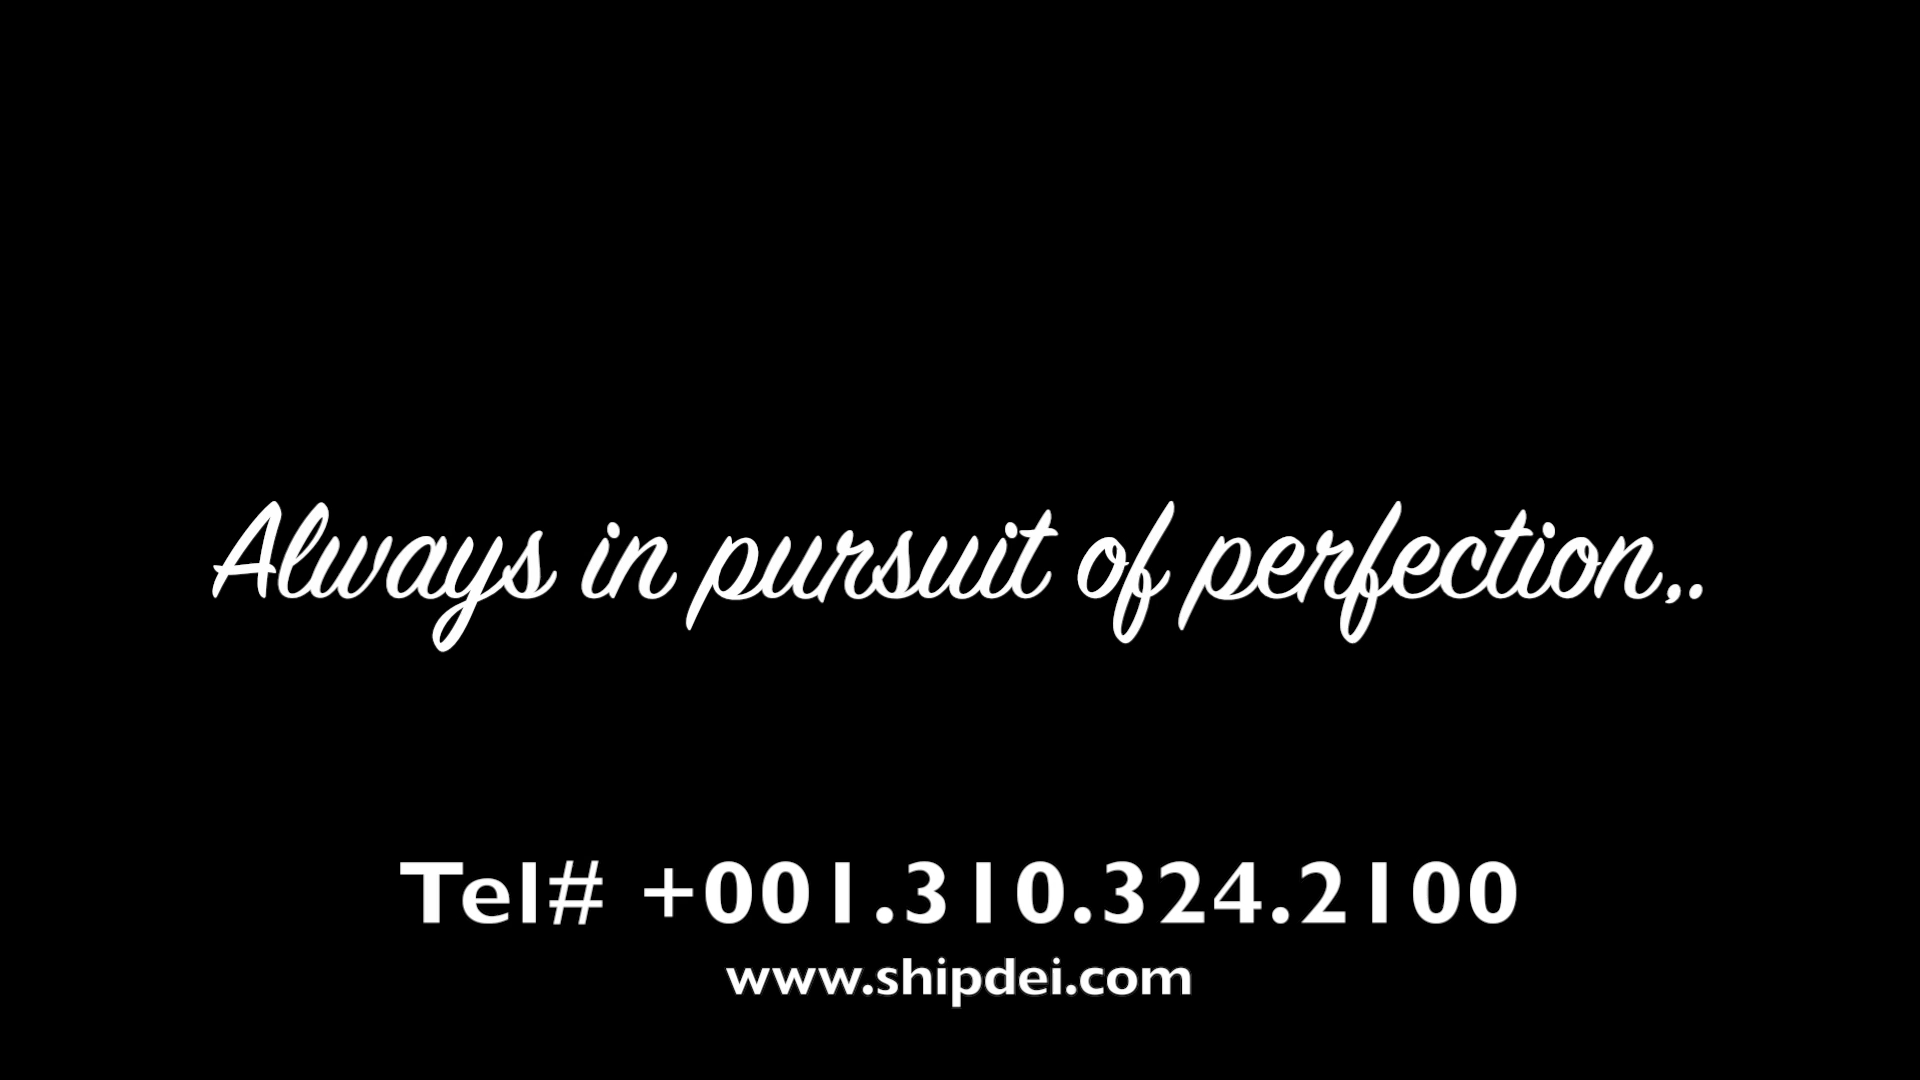 Always in pursuit of perfection,.
Tel# +001.310.324.2100
www.shipdei.com